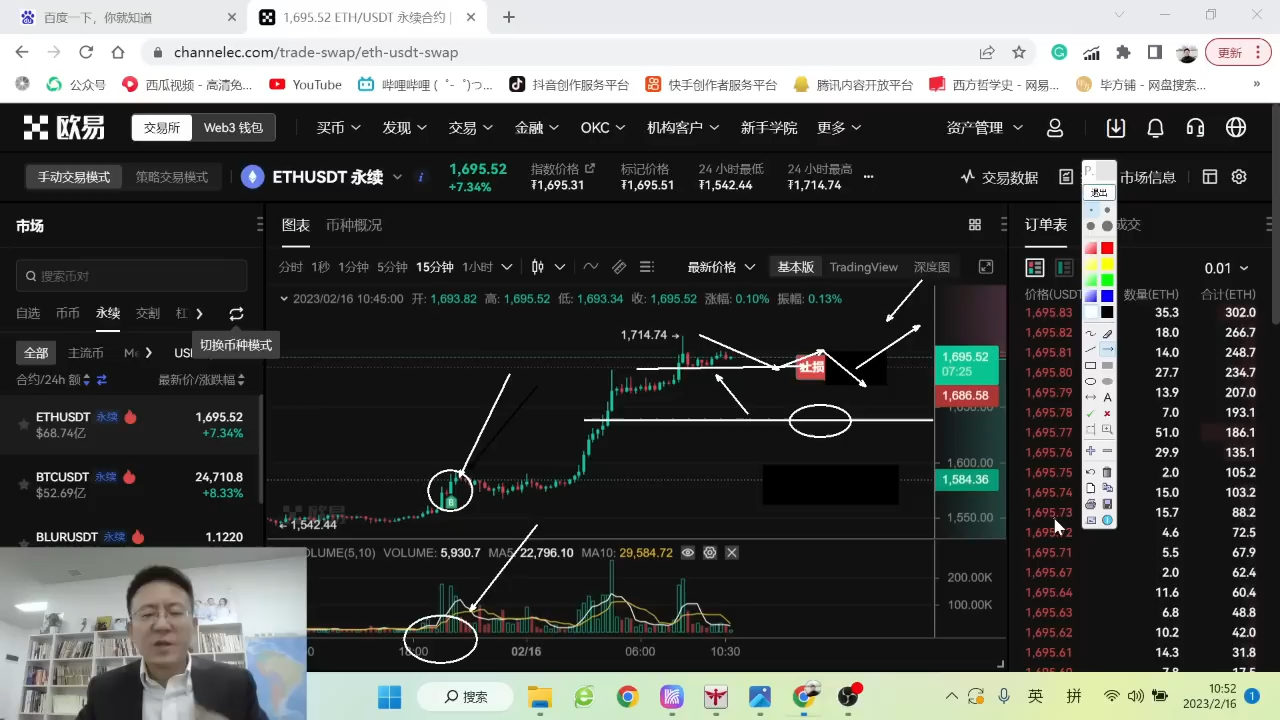 百度一下，你就知道
1,695.52 ETH/USDT 永续合约 |
channelec.com/trade-swap/eth-usdt-swap
更新
公众号
西瓜视频 - 高清免...
YouTube
哔哩哔哩 ( ゜- ゜)つ...
抖音创作服务平台
快手创作者服务平台
腾讯内容开放平台
西方哲学史 - 网易...
毕方铺 - 网盘搜索...
»
欧易
交易所
Web3 钱包
买币
发现
交易
金融
OKC
机构客户
新手学院
更多
资产管理
手动交易模式
策略交易模式
ETHUSDT 永续
1,695.52
+7.34%
指数价格
₮1,695.31
标记价格
₮1,695.51
24 小时最低
₮1,542.44
24 小时最高
₮1,714.74
交易数据
市场信息
退出
市场
图表
币种概况
订单表
搜索币对
分时
1秒
1分钟
5分钟
15分钟
1小时
最新价格
基本版
TradingView
深度图
0.01
2023/02/16 10:45
开: 1,693.82
高: 1,695.52
低: 1,693.34
收: 1,695.52
涨幅: 0.10%
振幅: 0.13%
价格(USDT
数量(ETH)
合计(ETH)
自选
币币
永续
交割
切换币种模式
全部
主流币
合约/24h 额
最新价/涨跌幅
ETHUSDT 永续
1,695.52
$68.74亿
+7.34%
BTCUSDT 永续
24,710.8
$52.69亿
+8.33%
BLURUSDT 永续
1.1220
1,714.74
止损
1,695.52
07:25
1,686.58
1,600.00
1,584.36
1,550.00
B
1,542.44
VOLUME(5,10)
VOLUME: 5,930.7
MA5: 22,796.10
MA10: 29,584.72
200.00K
100.00K
02/16
06:00
10:30
1,695.83 35.3 302.0
1,695.82 18.0 266.7
1,695.81 14.0 248.7
1,695.80 27.7 234.7
1,695.79 13.9 207.0
1,695.78 7.0 193.1
1,695.77 51.0 186.1
1,695.76 29.9 135.1
1,695.75 2.0 105.2
1,695.74 15.0 103.2
1,695.73 15.7 88.2
1,695.72 4.6 72.5
1,695.71 5.5 67.9
1,695.67 2.0 62.4
1,695.64 11.6 60.4
1,695.63 6.8 48.8
1,695.62 10.2 42.0
1,695.61 14.3 31.8
搜索
英
拼
10:52
2023/2/16
1